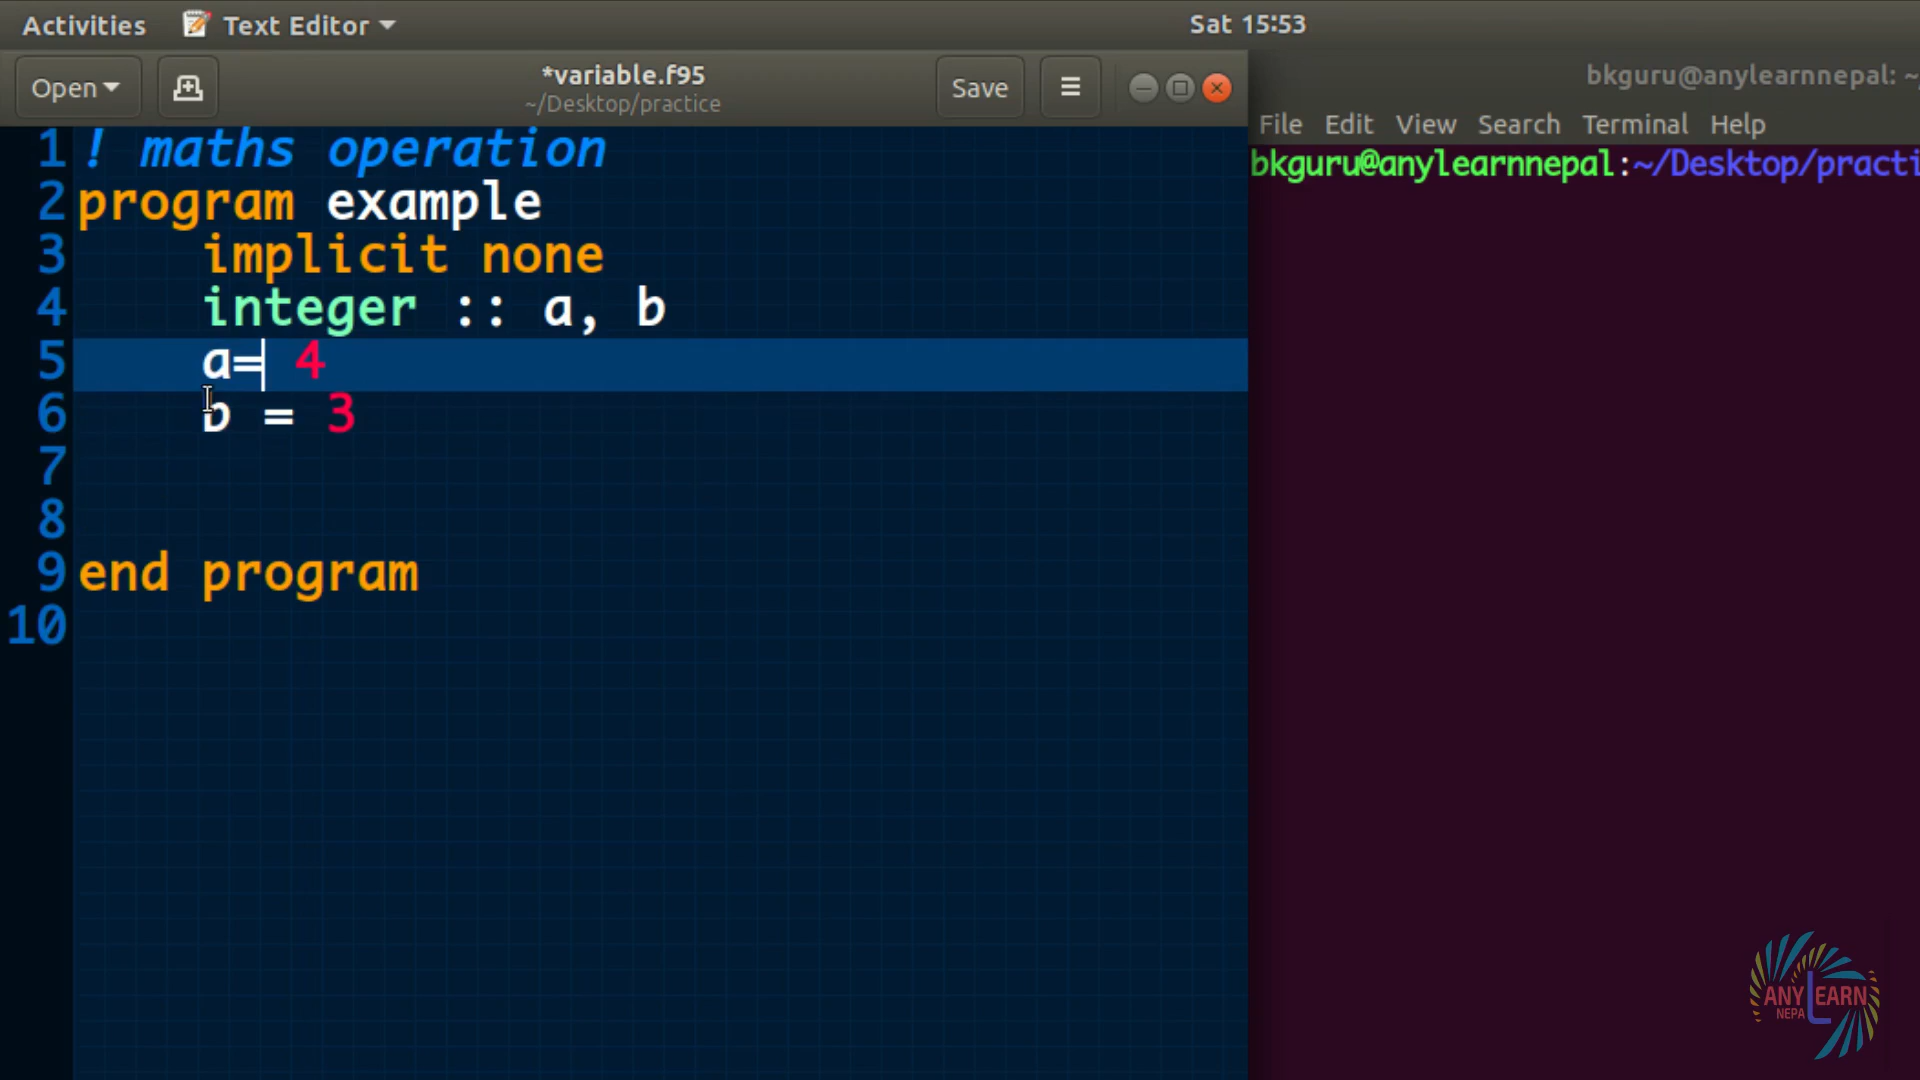 Activities Text Editor Sat 15:53
Open *variable.f95 Save
~/Desktop/practice
bkguru@anylearnnepal: ~
File Edit View Search Terminal Help
bkguru@anylearnnepal:~/Desktop/practi
1 ! maths operation
2 program example
3 implicit none
4 integer :: a, b
5 a= 4
6 b = 3
7
8
9 end program
10
ANY LEARN
NEPA